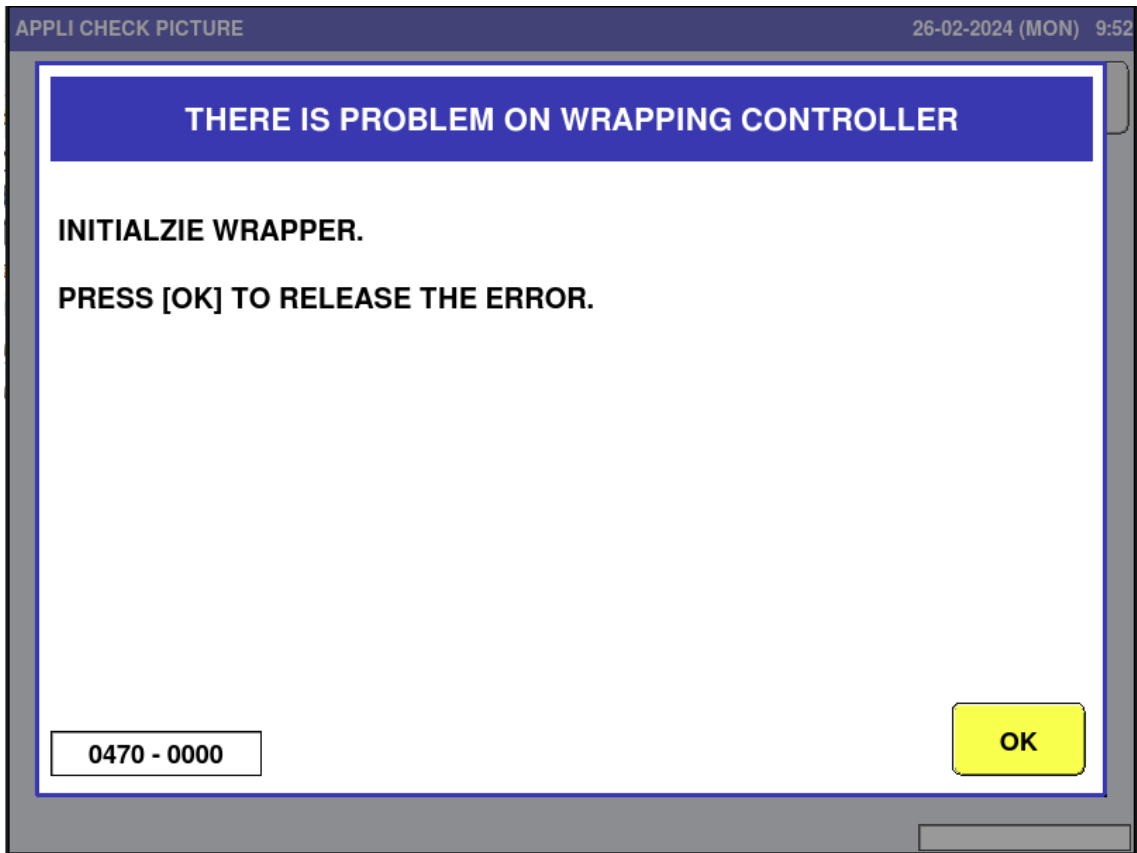 APPLI CHECK PICTURE 26-02-2024 (MON) 9:52
THERE IS PROBLEM ON WRAPPING CONTROLLER
INITIALZIE WRAPPER.
PRESS [OK] TO RELEASE THE ERROR.
0470 - 0000
OK